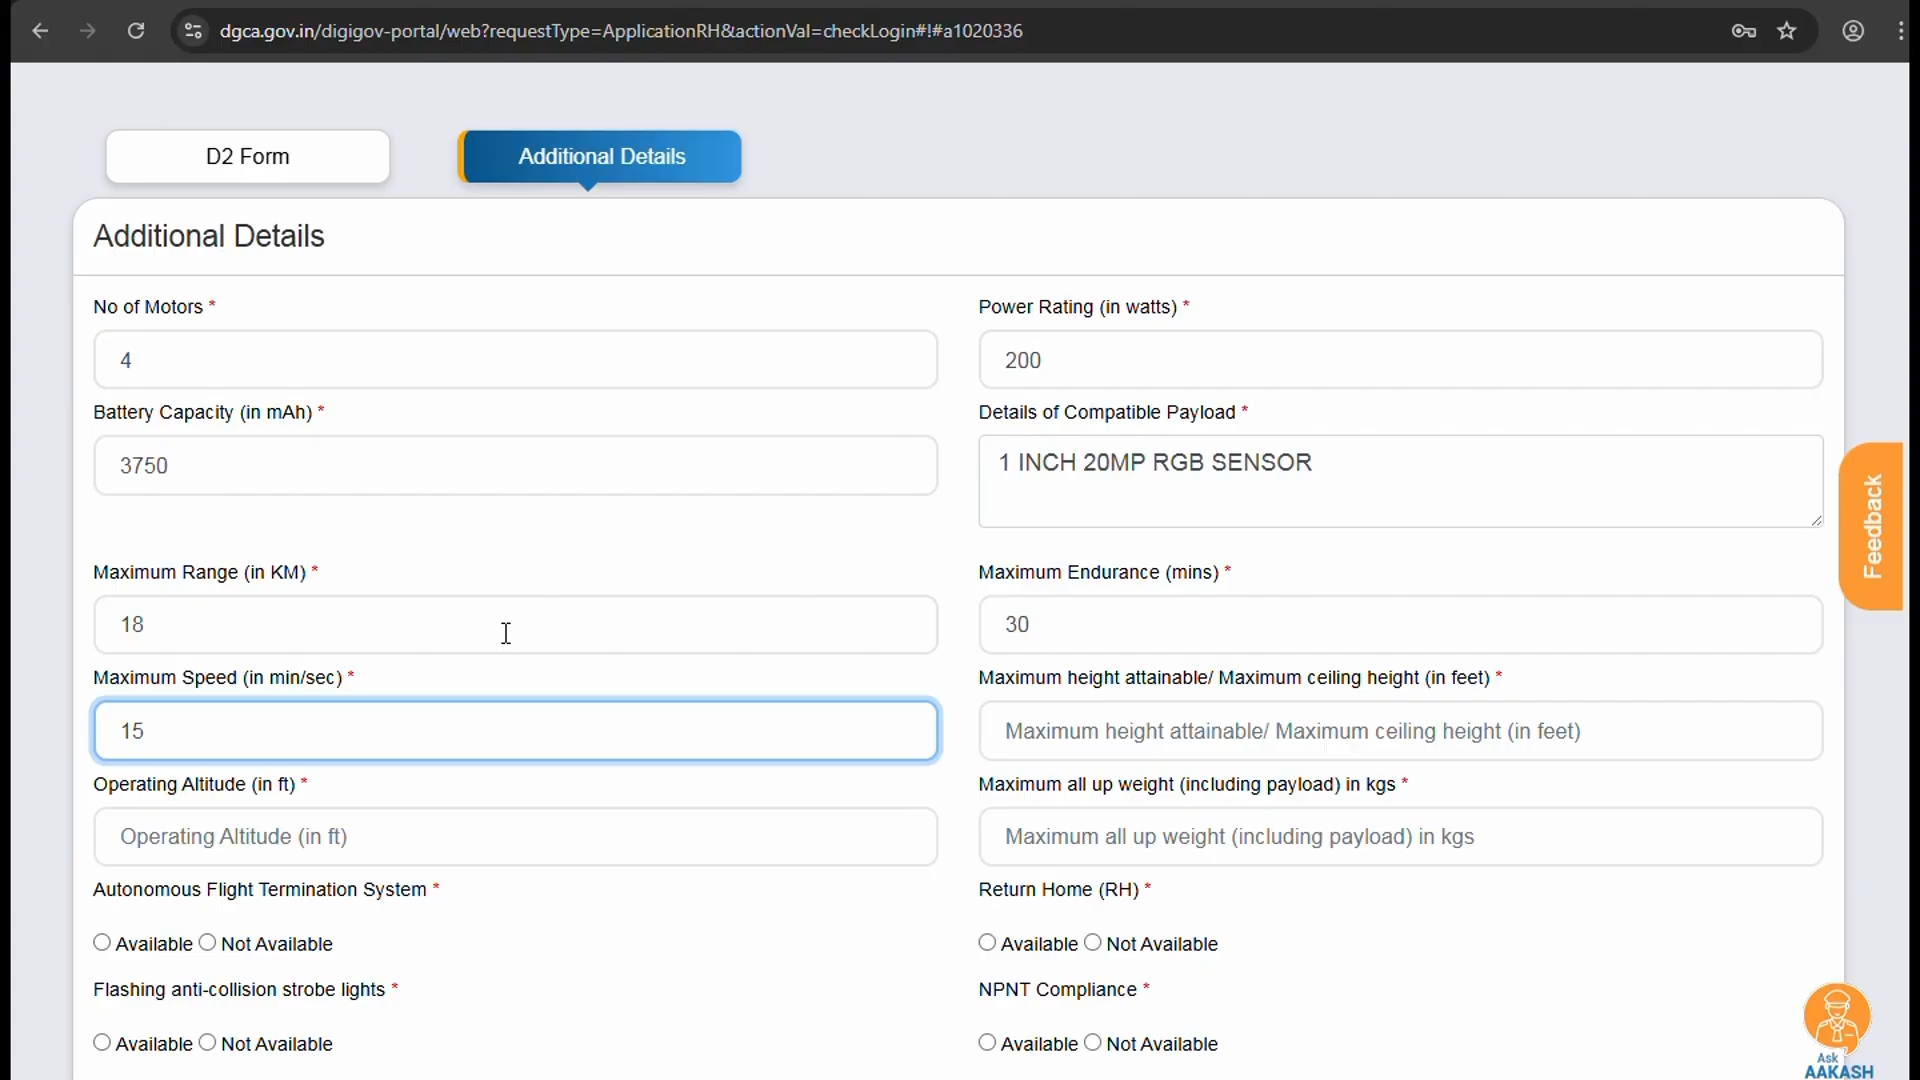 dgca.gov.in/digigov-portal/web?requestType=ApplicationRH&actionVal=checkLogin#!#a1020336
D2 Form
Additional Details
Additional Details
No of Motors *
Power Rating (in watts) *
4
200
Battery Capacity (in mAh) *
Details of Compatible Payload *
3750
1 INCH 20MP RGB SENSOR
Feedback
Maximum Range (in KM) *
Maximum Endurance (mins) *
18
30
Maximum Speed (in min/sec) *
Maximum height attainable/ Maximum ceiling height (in feet) *
15
Maximum height attainable/ Maximum ceiling height (in feet)
Operating Altitude (in ft) *
Maximum all up weight (including payload) in kgs *
Operating Altitude (in ft)
Maximum all up weight (including payload) in kgs
Autonomous Flight Termination System *
Return Home (RH) *
Available Not Available
Available Not Available
Flashing anti-collision strobe lights *
NPNT Compliance *
Available Not Available
Available Not Available
Ask
AAKASH